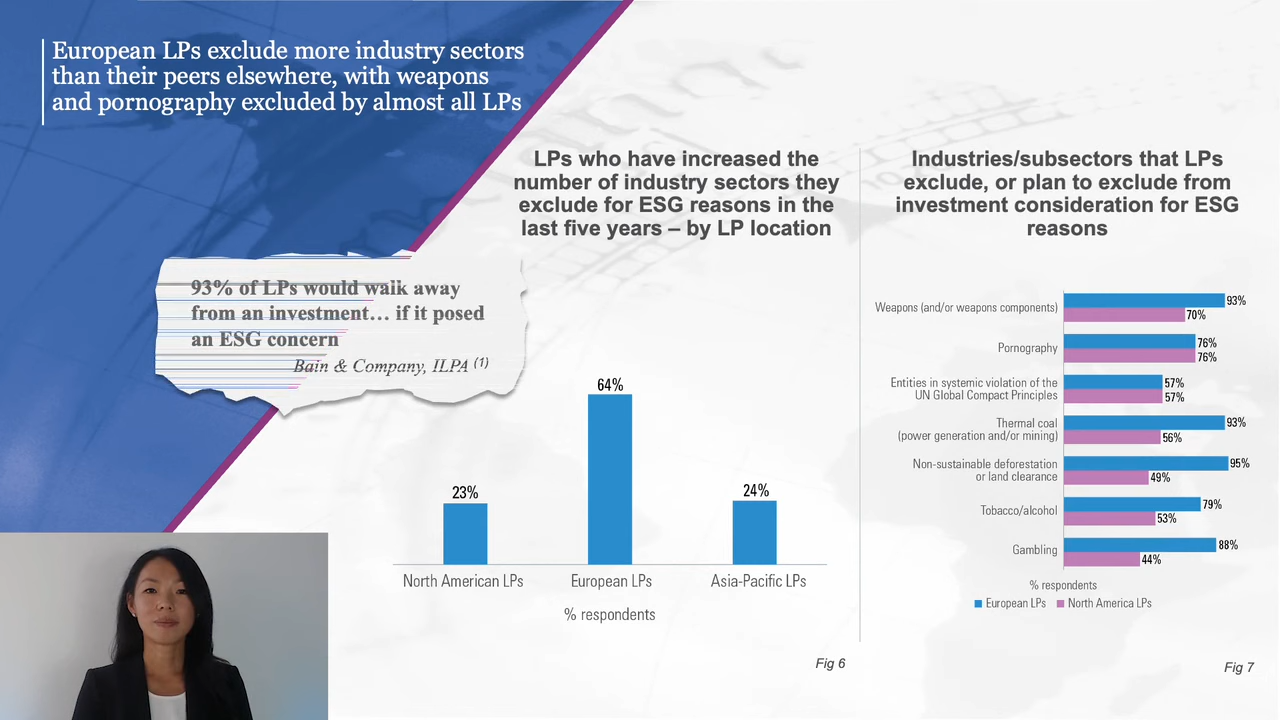 European LPs exclude more industry sectors
than their peers elsewhere, with weapons
and pornography excluded by almost all LPs
93% of LPs would walk away
from an investment… if it posed
an ESG concern
Bain & Company, ILPA (1)
LPs who have increased the
number of industry sectors they
exclude for ESG reasons in the
last five years – by LP location
23%
64%
24%
North American LPs
European LPs
Asia-Pacific LPs
% respondents
Fig 6
Industries/subsectors that LPs
exclude, or plan to exclude from
investment consideration for ESG
reasons
Weapons (and/or weapons components)
93%
70%
Pornography
76%
76%
Entities in systemic violation of the
UN Global Compact Principles
57%
57%
Thermal coal
(power generation and/or mining)
93%
56%
Non-sustainable deforestation
or land clearance
95%
49%
Tobacco/alcohol
79%
53%
Gambling
88%
44%
% respondents
European LPs
North America LPs
Fig 7